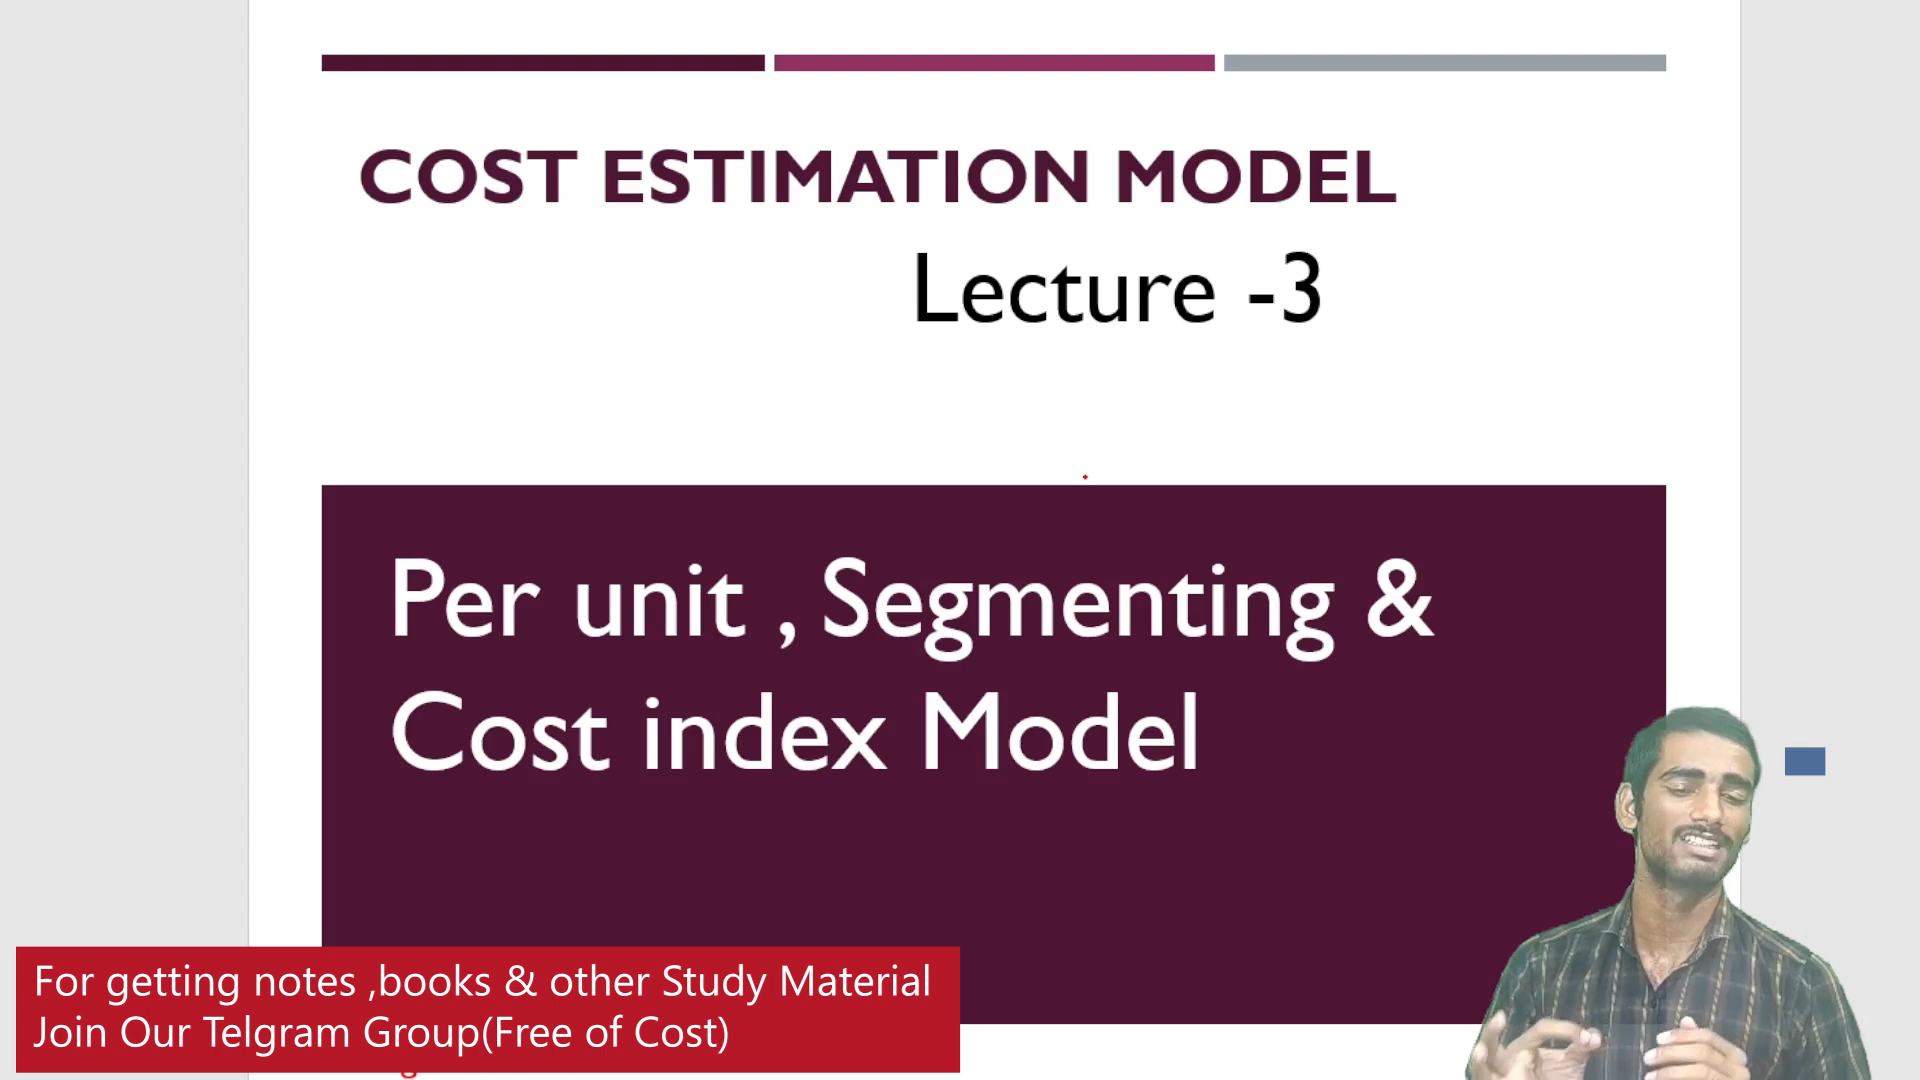 COST ESTIMATION MODEL
Lecture -3
Per unit , Segmenting &
Cost index Model
For getting notes ,books & other Study Material
Join Our Telgram Group(Free of Cost)